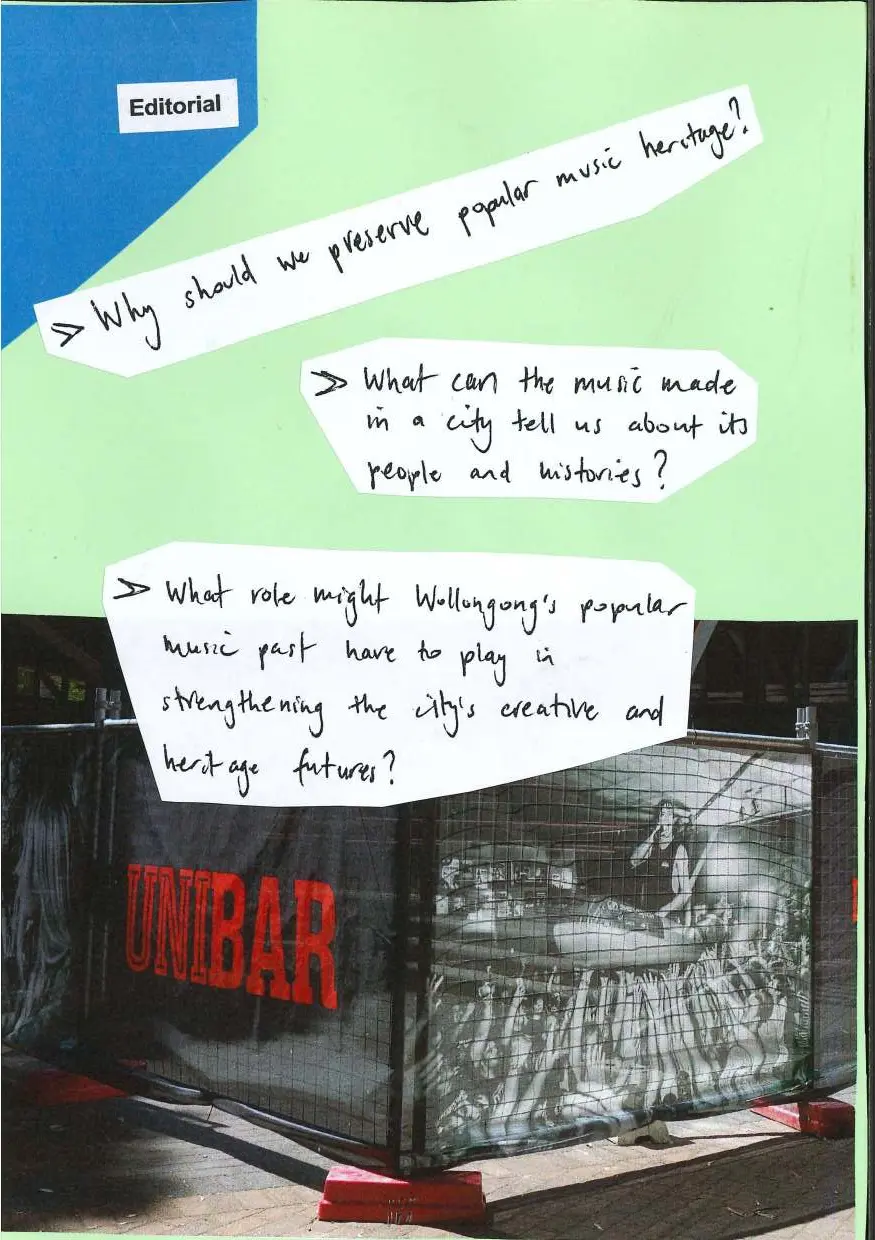 Editorial
> Why should we preserve popular music heritage?
> What can the music made
in a city tell us about its
people and histories?
> What role might Wollongong's popular
music past have to play in
strengthening the city's creative and
heritage futures?
UNIBAR